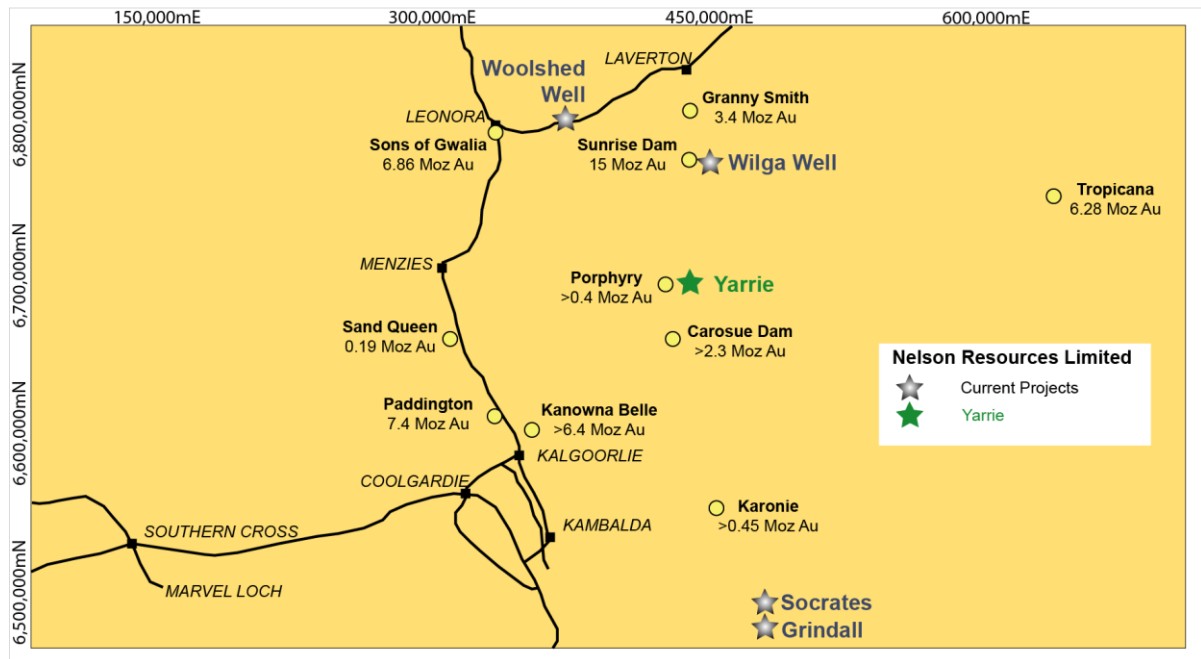 150,000mE
300,000mE
450,000mE
600,000mE
6,800,000mN
6,700,000mN
6,600,000mN
6,500,000mN
LAVERTON
Woolshed
Well
LEONORA
Granny Smith
3.4 Moz Au
Sons of Gwalia
6.86 Moz Au
Sunrise Dam
15 Moz Au
Wilga Well
Tropicana
6.28 Moz Au
MENZIES
Porphyry
>0.4 Moz Au
Yarrie
Sand Queen
0.19 Moz Au
Carosue Dam
>2.3 Moz Au
Nelson Resources Limited
Current Projects
Yarrie
Paddington
7.4 Moz Au
Kanowna Belle
>6.4 Moz Au
KALGOORLIE
COOLGARDIE
Karonie
>0.45 Moz Au
KAMBALDA
SOUTHERN CROSS
MARVEL LOCH
Socrates
Grindall